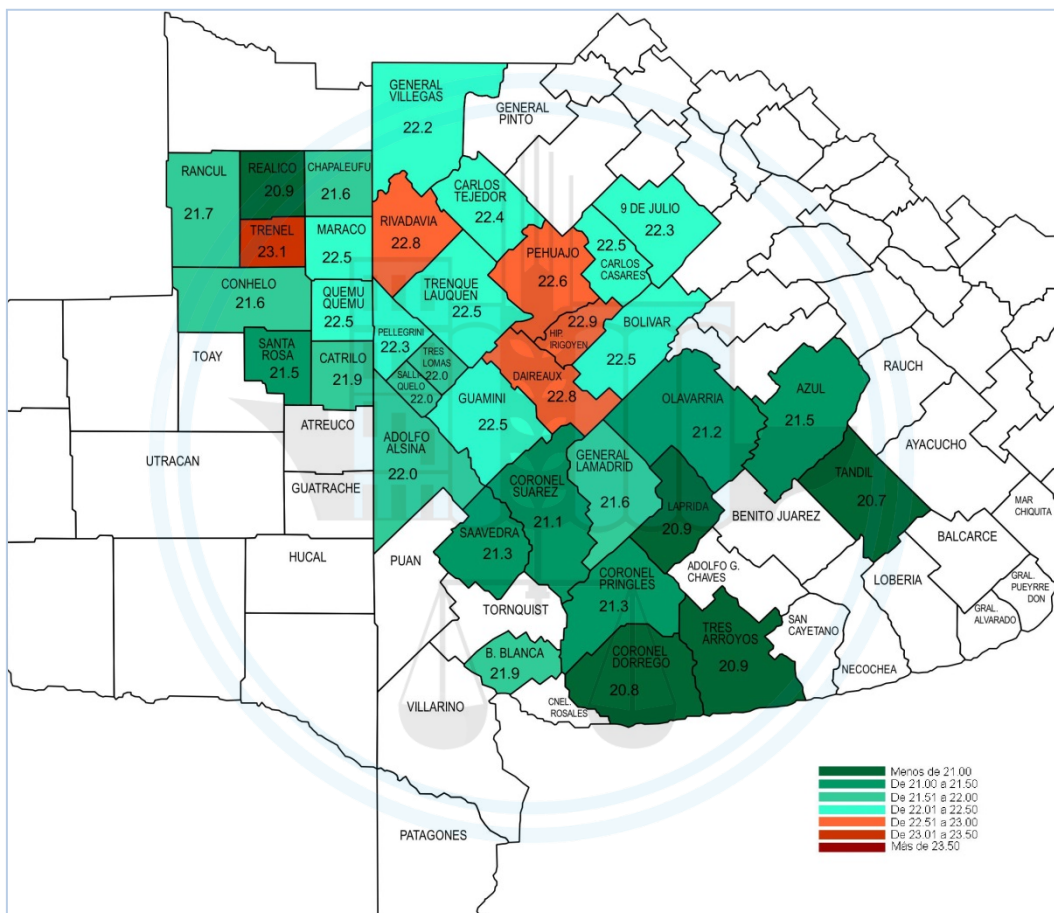 GENERAL
VILLEGAS
22.2
GENERAL
PINTO
RANCUL
21.7
REALICO
20.9
CHAPALEUFU
21.6
TRENEL
23.1
MARACO
22.5
RIVADAVIA
22.8
CARLOS
TEJEDOR
22.4
9 DE JULIO
22.3
PEHUAJO
22.6
22.5
CARLOS
CASARES
CONHELO
21.6
QUEMU
QUEMU
22.5
TRENQUE
LAUQUEN
22.5
22.9
HIP.
IRIGOYEN
BOLIVAR
22.5
TOAY
SANTA
ROSA
21.5
CATRILO
21.9
PELLEGRINI
22.3
TRES
LOMAS
22.0
SALLI
QUELO
22.0
DAIREAUX
22.8
GUAMINI
22.5
RAUCH
OLAVARRIA
21.2
AZUL
21.5
ATREUCO
ADOLFO
ALSINA
22.0
UTRACAN
GUATRACHE
GENERAL
LAMADRID
21.6
AYACUCHO
CORONEL
SUAREZ
21.1
LAPRIDA
20.9
TANDIL
20.7
BENITO JUAREZ
MAR
CHIQUITA
HUCAL
PUAN
SAAVEDRA
21.3
BALCARCE
ADOLFO G.
CHAVES
LOBERIA
GRAL.
PUEYRRE
DON
CORONEL
PRINGLES
21.3
TORNQUIST
GRAL.
ALVARADO
TRES
ARROYOS
20.9
SAN
CAYETANO
NECOCHEA
B. BLANCA
21.9
CORONEL
DORREGO
20.8
VILLARINO
CNEL.
ROSALES
PATAGONES
Menos de 21.00
De 21.00 a 21.50
De 21.51 a 22.00
De 22.01 a 22.50
De 22.51 a 23.00
De 23.01 a 23.50
Más de 23.50